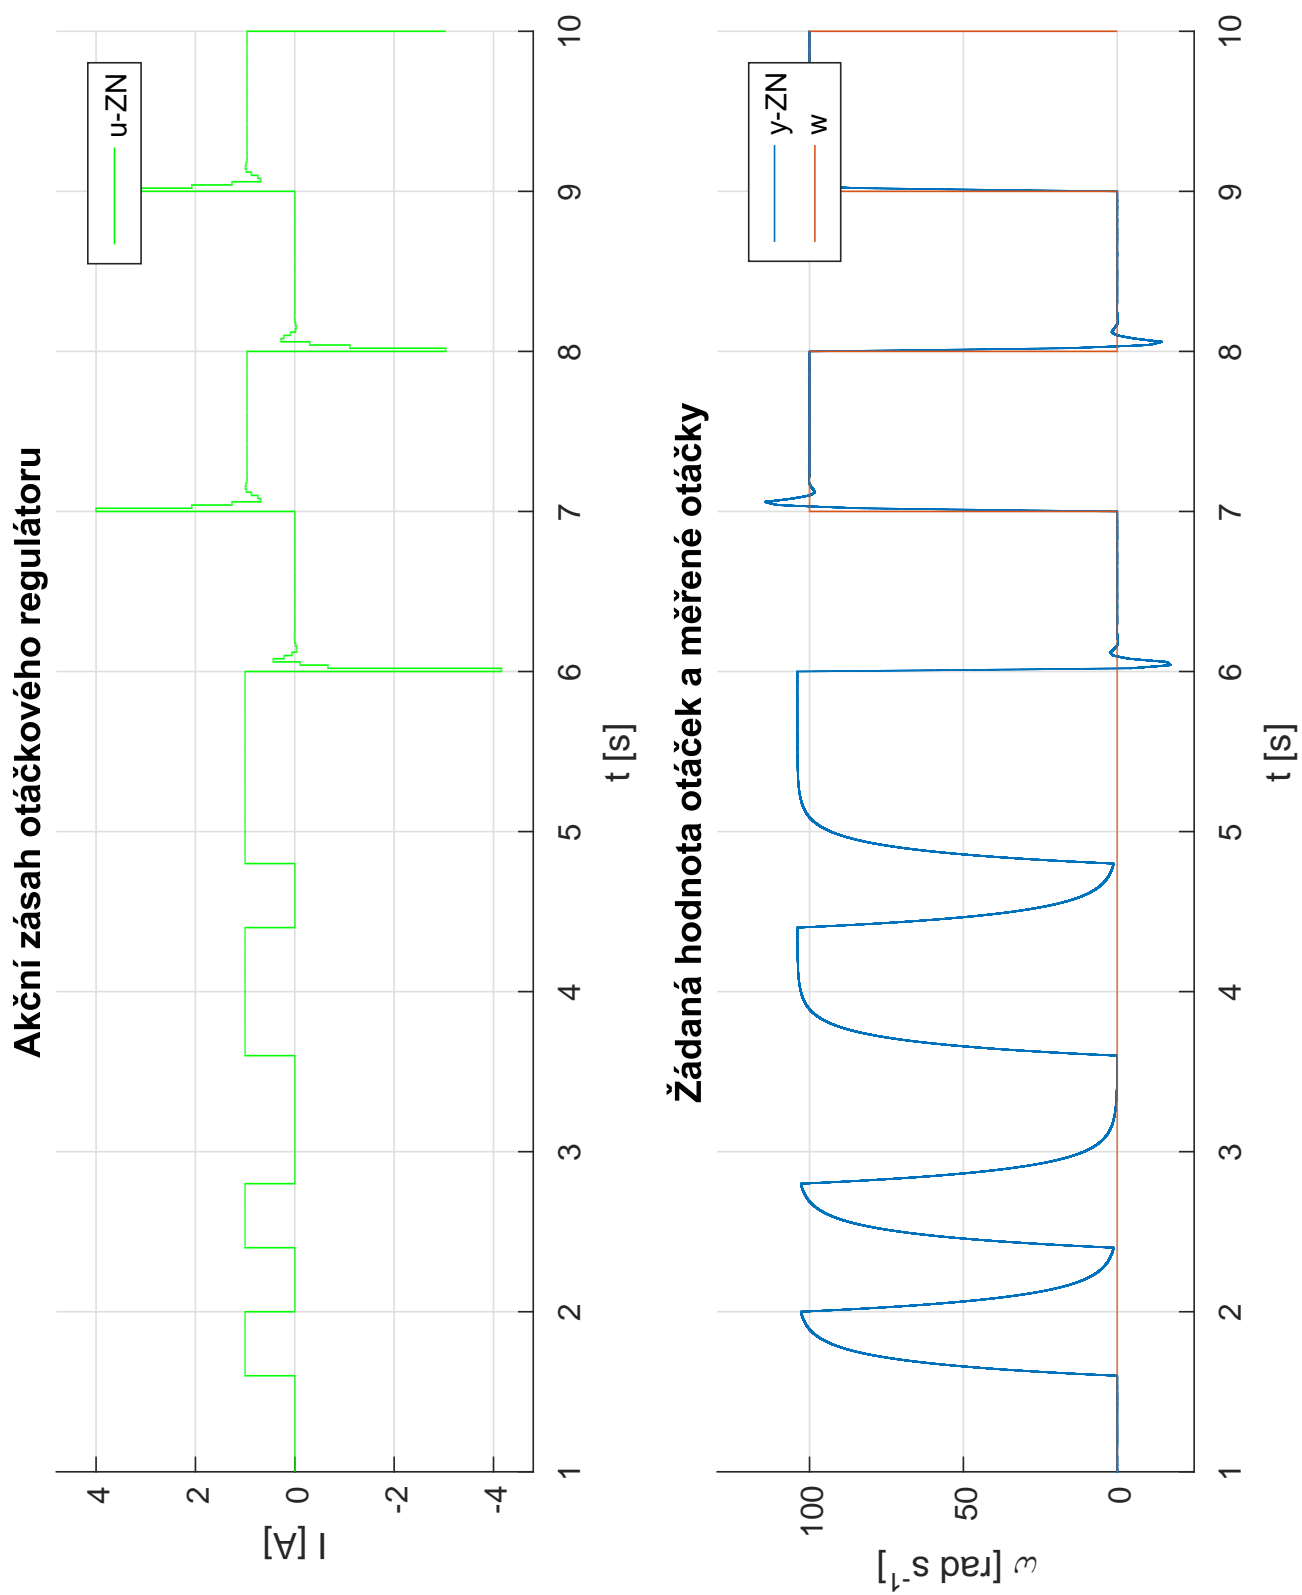 Akční zásah otáčkového regulátoru
u-ZN
I [A]
4
2
0
-2
-4
1 2 3 4 5 6 7 8 9 10
t [s]
Žádaná hodnota otáček a měřené otáčky
y-ZN
w
ω [rad s⁻¹]
100
50
0
1 2 3 4 5 6 7 8 9 10
t [s]